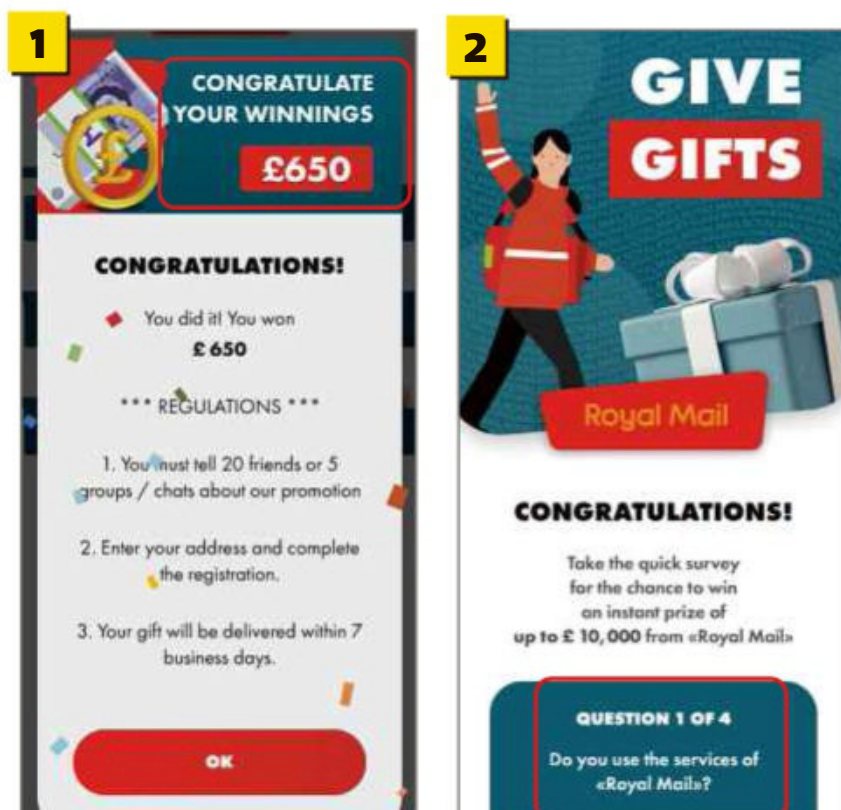 1
CONGRATULATE
YOUR WINNINGS
£650
CONGRATULATIONS!
You did it! You won
£ 650
*** REGULATIONS ***
1. You must tell 20 friends or 5
groups / chats about our promotion
2. Enter your address and complete
the registration.
3. Your gift will be delivered within 7
business days.
OK
2
GIVE
GIFTS
Royal Mail
CONGRATULATIONS!
Take the quick survey
for the chance to win
an instant prize of
up to £ 10,000 from «Royal Mail»
QUESTION 1 OF 4
Do you use the services of
«Royal Mail»?